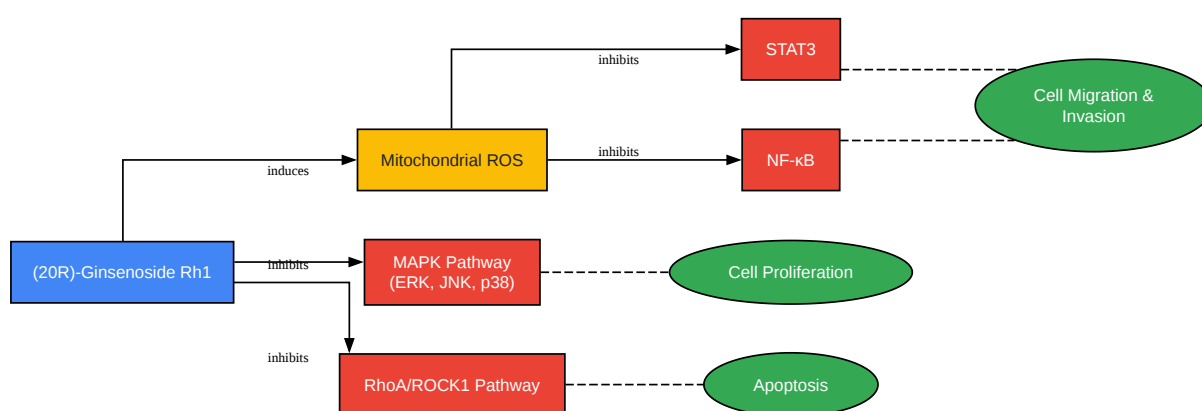 STAT3
inhibits
Cell Migration &
Invasion
Mitochondrial ROS
inhibits
NF-κB
induces
(20R)-Ginsenoside Rh1
inhibits
MAPK Pathway
(ERK, JNK, p38)
Cell Proliferation
inhibits
RhoA/ROCK1 Pathway
Apoptosis